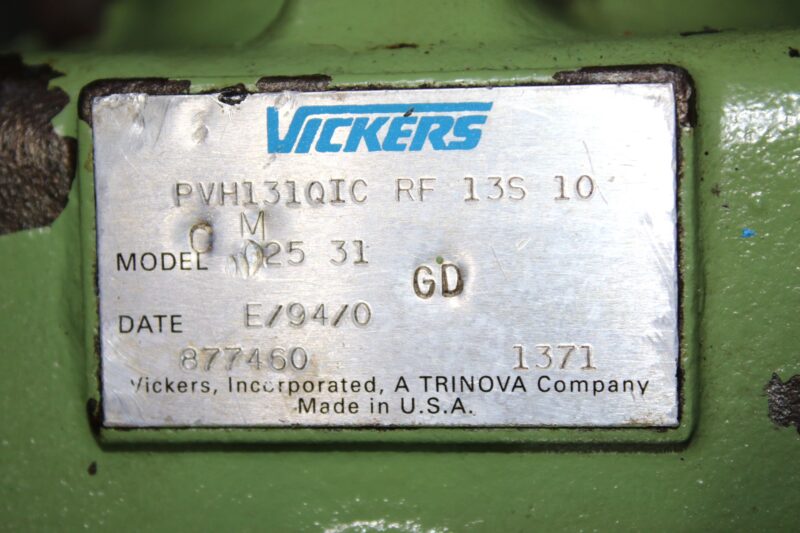 VICKERS
PVH131QIC RF 13S 10
C M
MODEL 25 31
GD
DATE E/94/0
877460 1371
Vickers, Incorporated, A TRINOVA Company
Made in U.S.A.